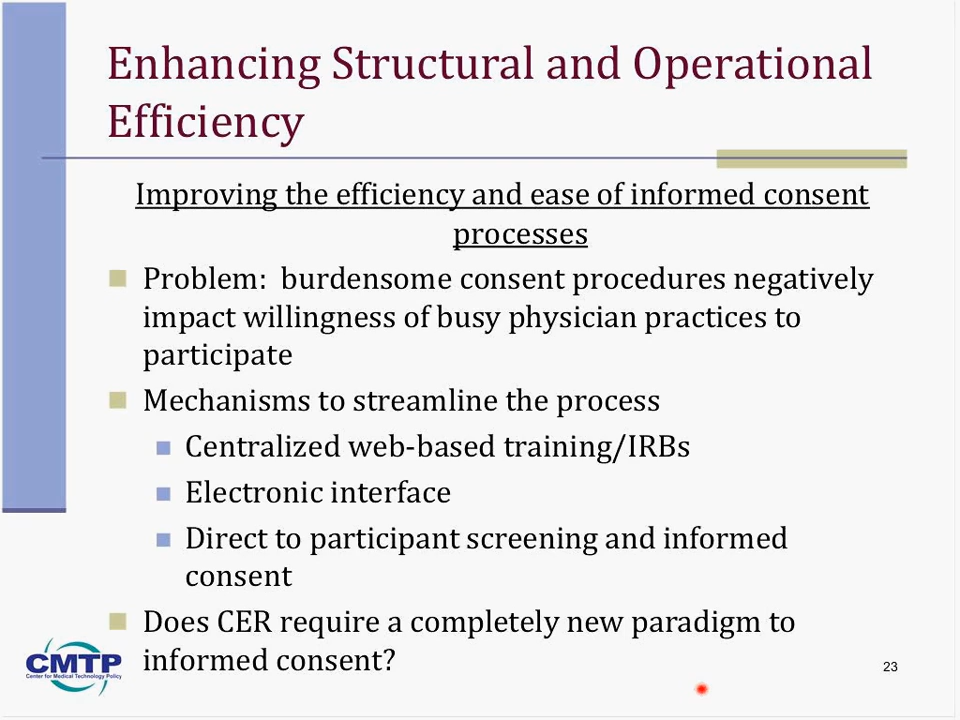 Enhancing Structural and Operational
Efficiency
Improving the efficiency and ease of informed consent
processes
Problem:  burdensome consent procedures negatively
impact willingness of busy physician practices to
participate
Mechanisms to streamline the process
Centralized web-based training/IRBs
Electronic interface
Direct to participant screening and informed
consent
Does CER require a completely new paradigm to
informed consent?
CMTP
Center for Medical Technology Policy
23